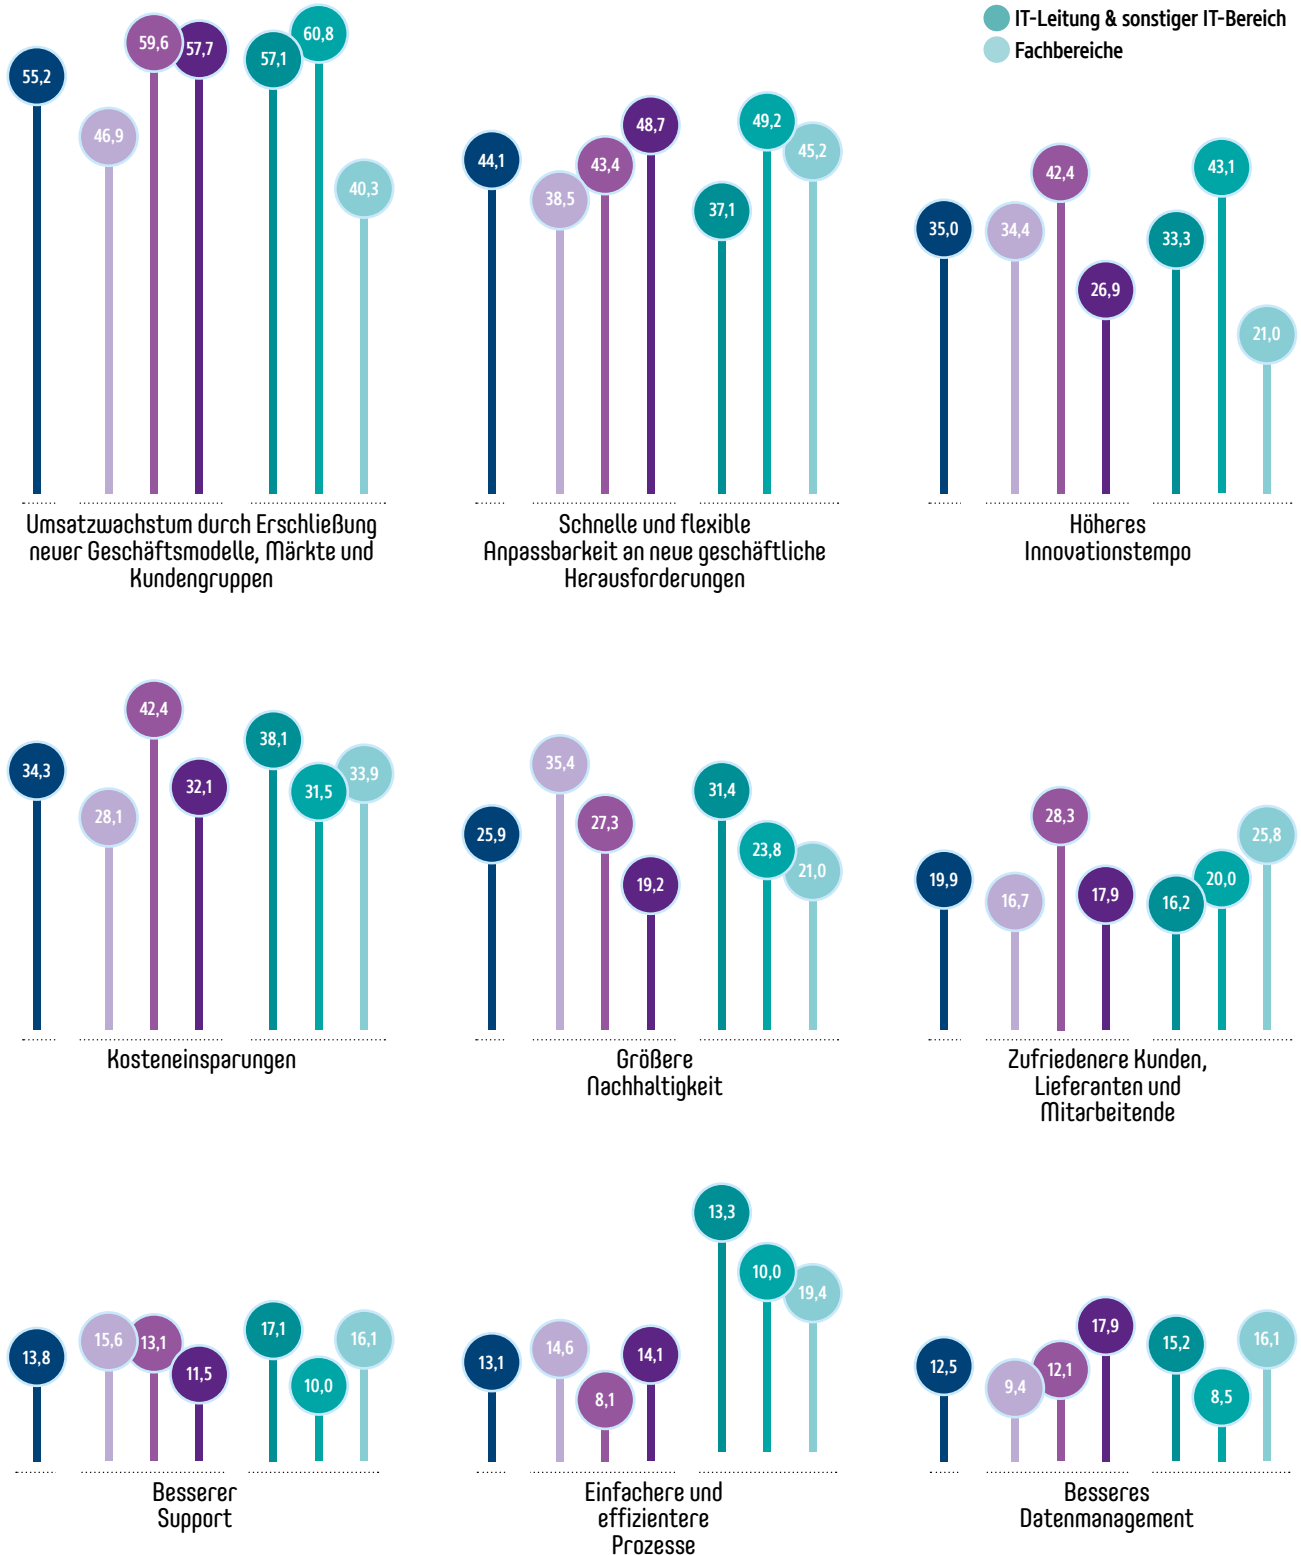 IT-Leitung & sonstiger IT-Bereich
Fachbereiche
55,2
46,9
59,6
57,7
57,1
60,8
40,3
Umsatzwachstum durch Erschließung
neuer Geschäftsmodelle, Märkte und
Kundengruppen
44,1
38,5
43,4
48,7
37,1
49,2
45,2
Schnelle und flexible
Anpassbarkeit an neue geschäftliche
Herausforderungen
35,0
34,4
42,4
26,9
33,3
43,1
21,0
Höheres
Innovationstempo
34,3
28,1
42,4
32,1
38,1
31,5
33,9
Kosteneinsparungen
25,9
35,4
27,3
19,2
31,4
23,8
21,0
Größere
Nachhaltigkeit
19,9
16,7
28,3
17,9
16,2
20,0
25,8
Zufriedenere Kunden,
Lieferanten und
Mitarbeitende
13,8
15,6
13,1
11,5
17,1
10,0
16,1
Besserer
Support
13,1
14,6
8,1
14,1
13,3
10,0
19,4
Einfachere und
effizientere
Prozesse
12,5
9,4
12,1
17,9
15,2
8,5
16,1
Besseres
Datenmanagement